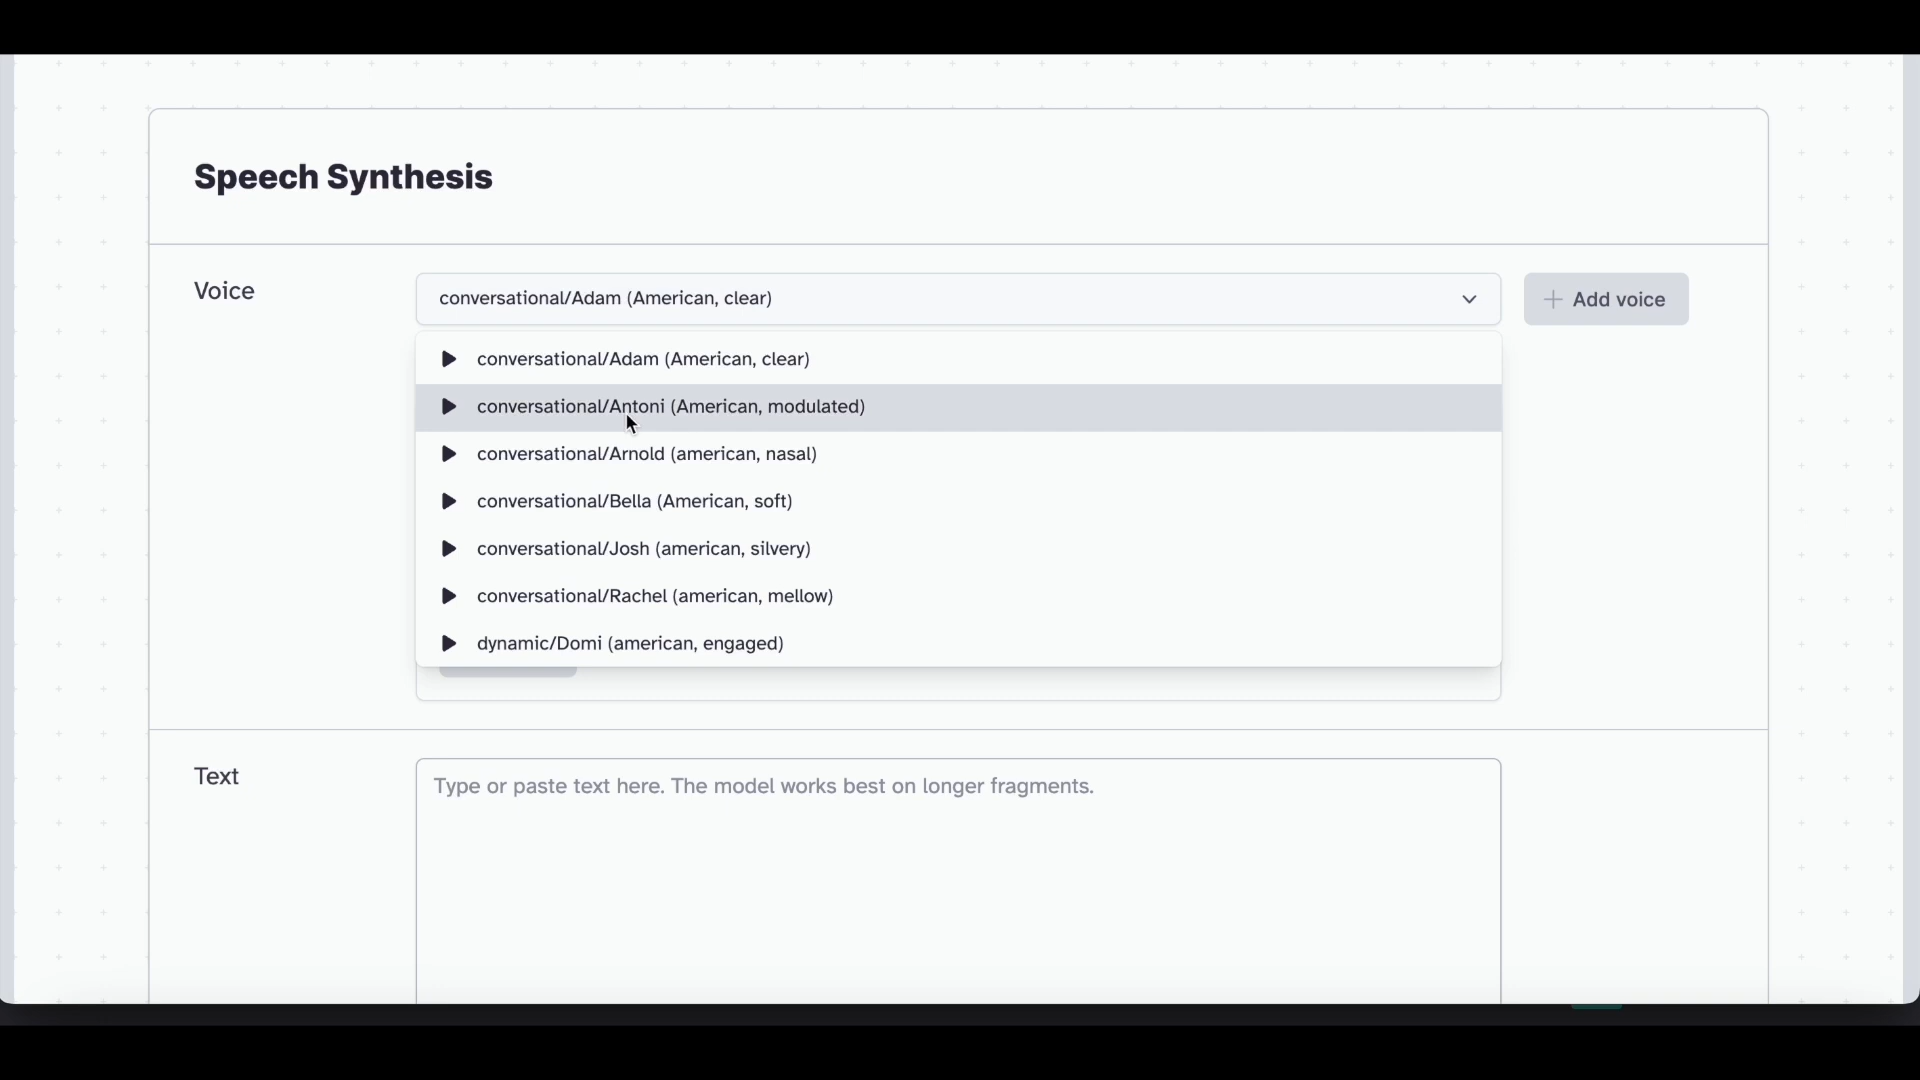 Speech Synthesis
Voice
conversational/Adam (American, clear)
Add voice
conversational/Adam (American, clear)
conversational/Antoni (American, modulated)
conversational/Arnold (american, nasal)
conversational/Bella (American, soft)
conversational/Josh (american, silvery)
conversational/Rachel (american, mellow)
dynamic/Domi (american, engaged)
Text
Type or paste text here. The model works best on longer fragments.